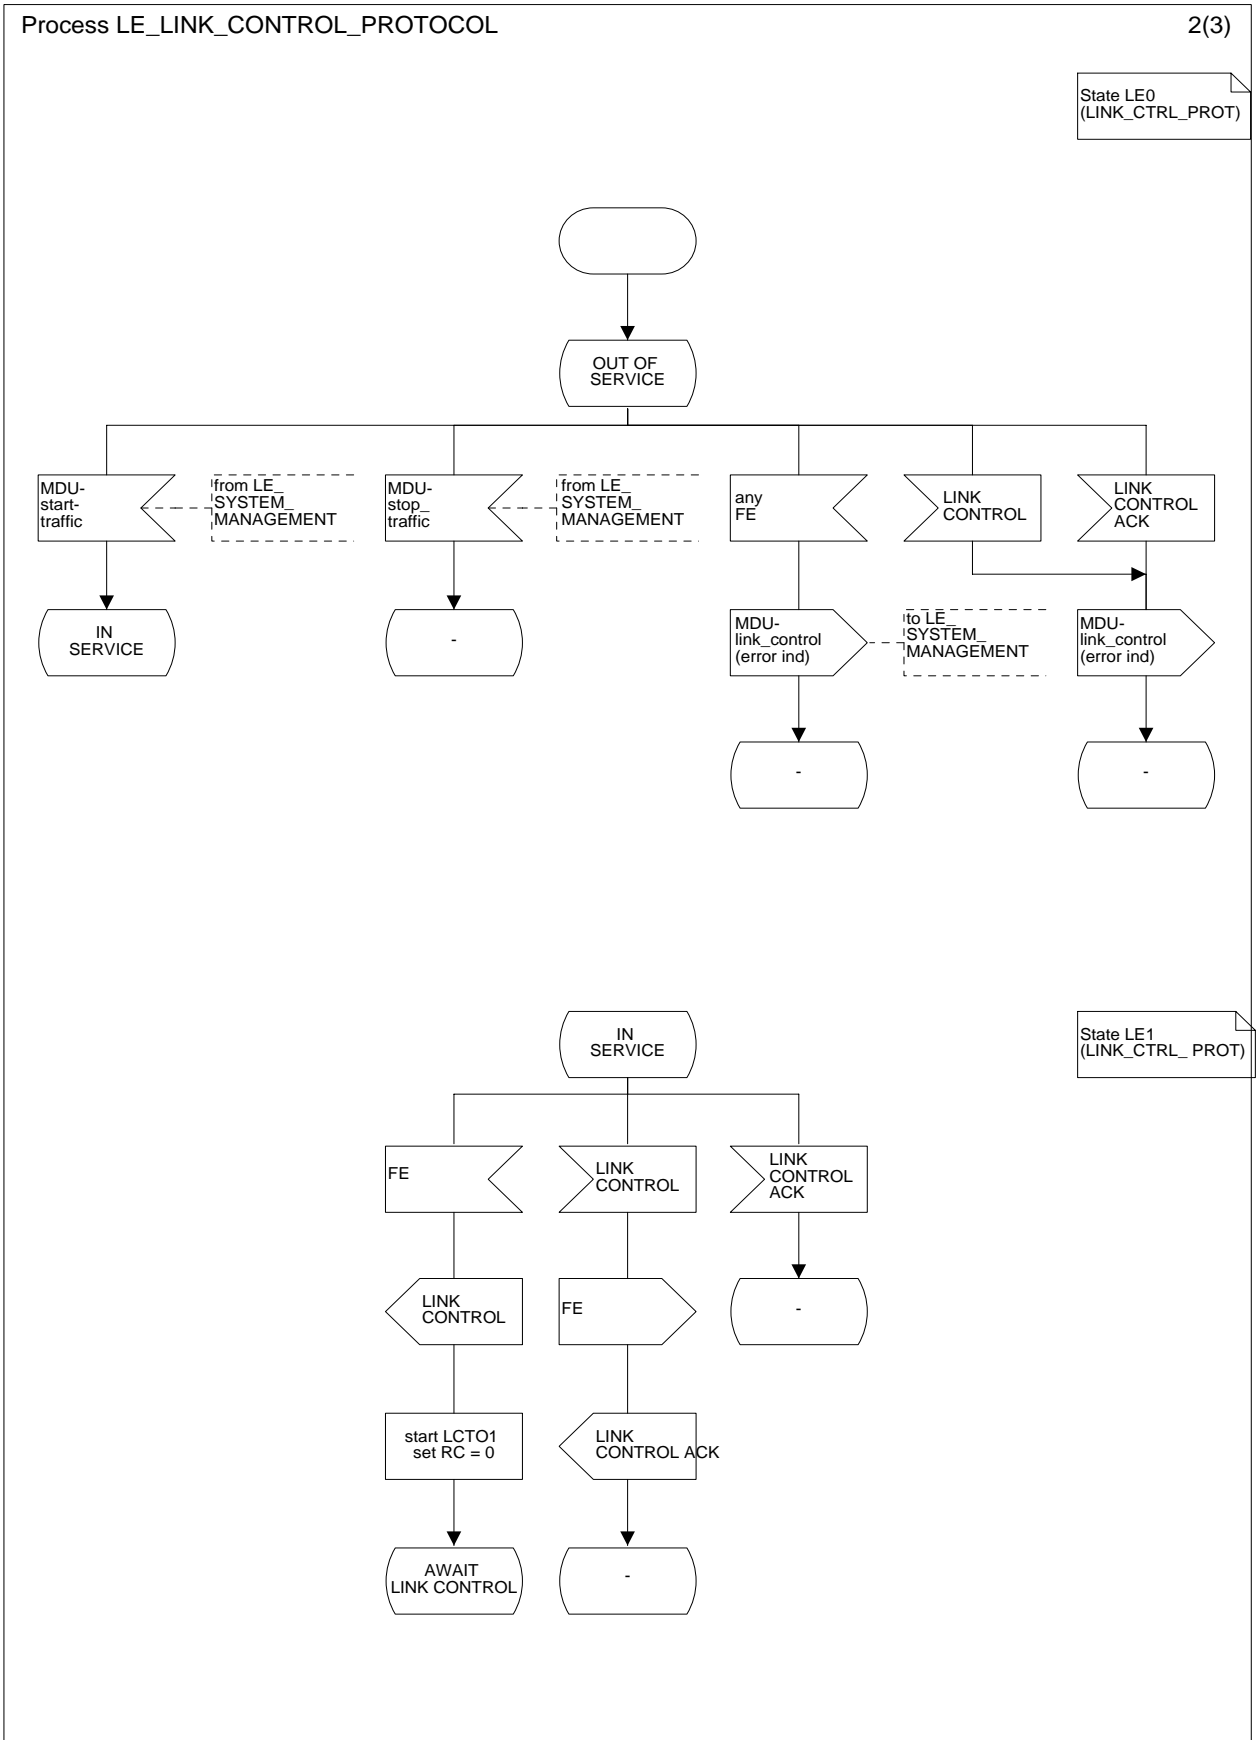 Process LE_LINK_CONTROL_PROTOCOL
2(3)
State LE0
(LINK_CTRL_PROT)
OUT OF
SERVICE
MDU-
start-
traffic
from LE_
SYSTEM_
MANAGEMENT
MDU-
stop_
traffic
from LE_
SYSTEM_
MANAGEMENT
any
FE
LINK
CONTROL
LINK
CONTROL
ACK
IN
SERVICE
-
MDU-
link_control
(error ind)
to LE_
SYSTEM_
MANAGEMENT
MDU-
link_control
(error ind)
-
-
IN
SERVICE
State LE1
(LINK_CTRL_ PROT)
FE
LINK
CONTROL
LINK
CONTROL
ACK
LINK
CONTROL
FE
-
start LCTO1
set RC = 0
LINK
CONTROL ACK
AWAIT
LINK CONTROL
-